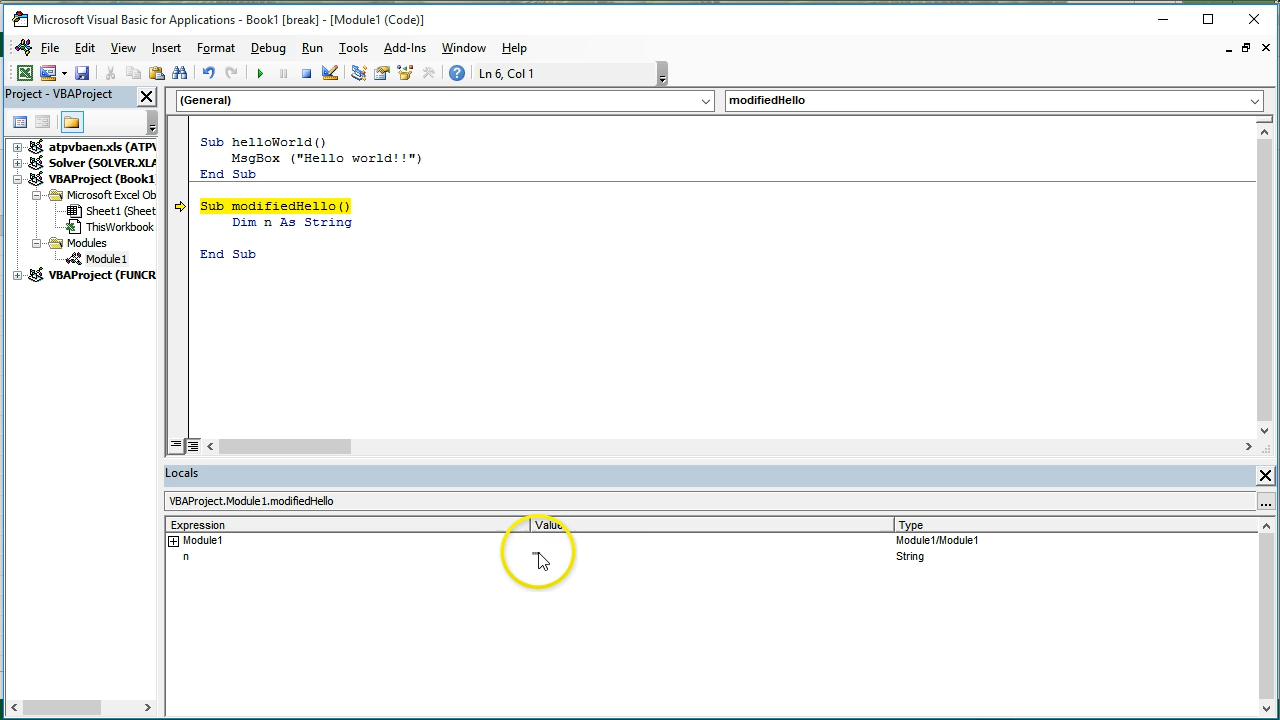 Microsoft Visual Basic for Applications - Book1 [break] - [Module1 (Code)]
File Edit View Insert Format Debug Run Tools Add-Ins Window Help
Ln 6, Col 1
Project - VBAProject
(General) modifiedHello
atpvbaen.xls (ATPV
Solver (SOLVER.XLA
VBAProject (Book1
Microsoft Excel Ob
Sheet1 (Sheet
ThisWorkbook
Modules
Module1
VBAProject (FUNCR
Sub helloWorld()
MsgBox ("Hello world!!")
End Sub
Sub modifiedHello()
Dim n As String
End Sub
Locals
VBAProject.Module1.modifiedHello
...
Expression Value Type
Module1 Module1/Module1
n "" String